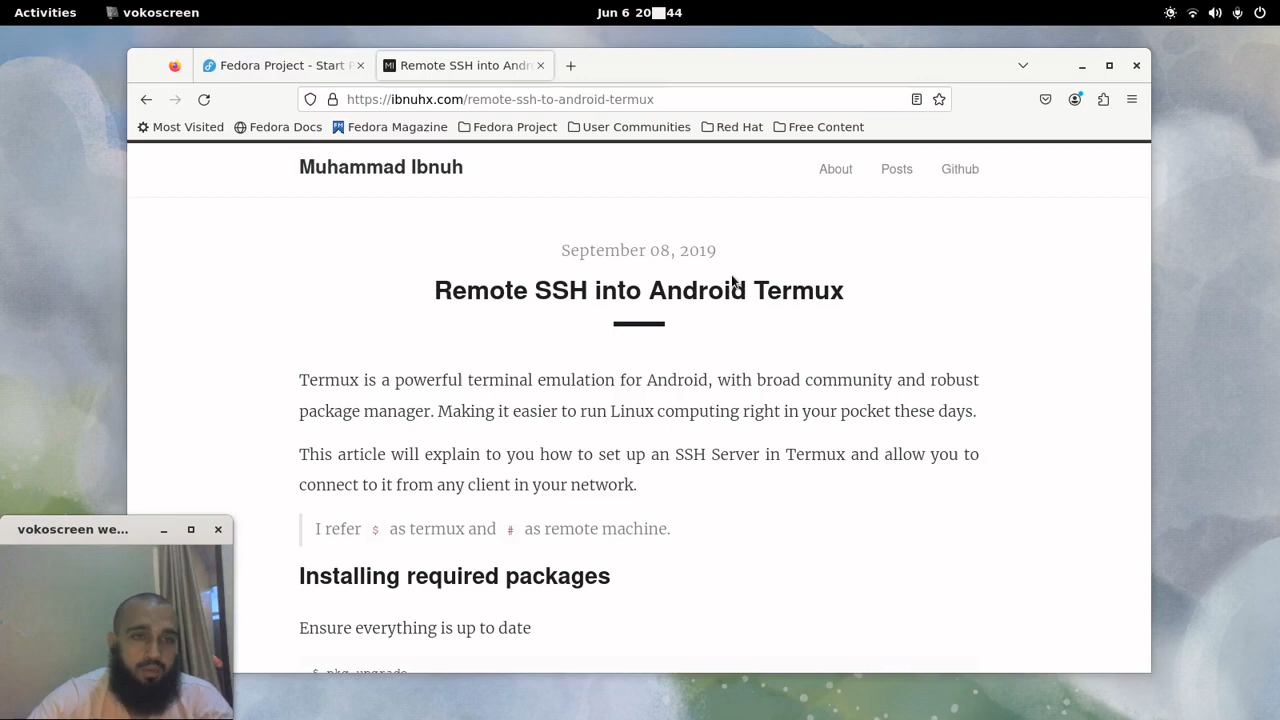 Activities vokoscreen Jun 6 20 44
Fedora Project - Start Remote SSH into Andr
https://ibnuhx.com/remote-ssh-to-android-termux
Most Visited Fedora Docs Fedora Magazine Fedora Project User Communities Red Hat Free Content
Muhammad Ibnuh About Posts Github
September 08, 2019
Remote SSH into Android Termux
Termux is a powerful terminal emulation for Android, with broad community and robust
package manager. Making it easier to run Linux computing right in your pocket these days.
This article will explain to you how to set up an SSH Server in Termux and allow you to
connect to it from any client in your network.
I refer $ as termux and # as remote machine.
Installing required packages
Ensure everything is up to date
$ pkg upgrade
vokoscreen we...